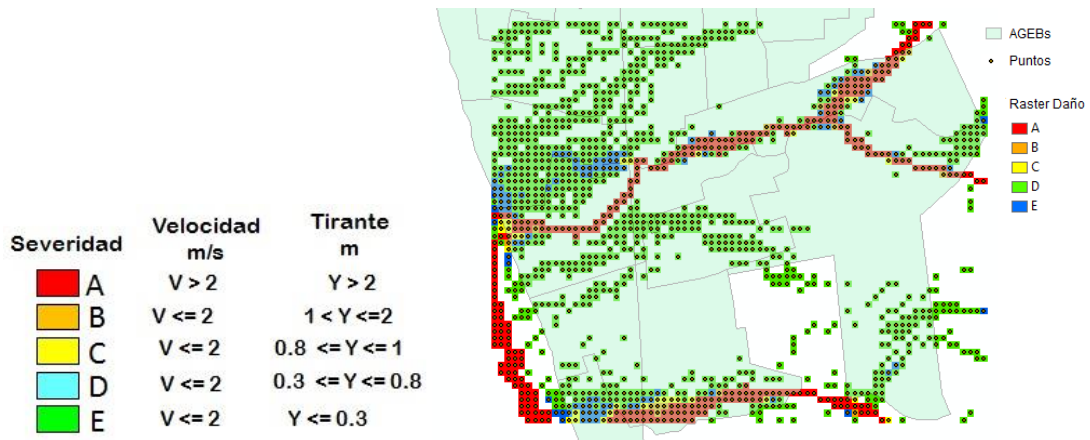 Severidad Velocidad m/s Tirante m
A V > 2 Y > 2
B V <= 2 1 < Y <=2
C V <= 2 0.8 <= Y <= 1
D V <= 2 0.3 <= Y <= 0.8
E V <= 2 Y <= 0.3
AGEBs
Puntos
Raster Daño
A
B
C
D
E